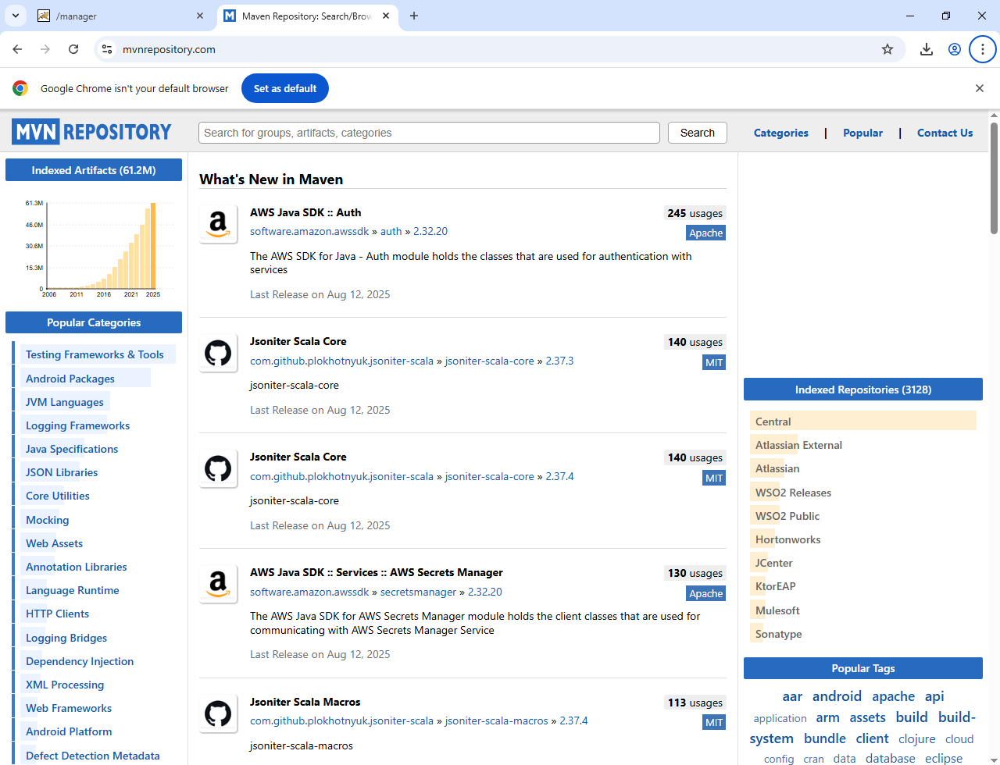 /manager
Maven Repository: Search/Brow
mvnrepository.com
Google Chrome isn't your default browser
Set as default
MVN REPOSITORY
Search for groups, artifacts, categories
Search
Categories | Popular | Contact Us
Indexed Artifacts (61.2M)
61.3M
46.0M
30.6M
15.3M
0
2006 2011 2016 2021 2025
Popular Categories
Testing Frameworks & Tools
Android Packages
JVM Languages
Logging Frameworks
Java Specifications
JSON Libraries
Core Utilities
Mocking
Web Assets
Annotation Libraries
Language Runtime
HTTP Clients
Logging Bridges
Dependency Injection
XML Processing
Web Frameworks
Android Platform
Defect Detection Metadata
What's New in Maven
AWS Java SDK :: Auth
245 usages
software.amazon.awssdk » auth » 2.32.20
Apache
The AWS SDK for Java - Auth module holds the classes that are used for authentication with
services
Last Release on Aug 12, 2025
Jsoniter Scala Core
140 usages
com.github.plokhotnyuk.jsoniter-scala » jsoniter-scala-core » 2.37.3
MIT
jsoniter-scala-core
Last Release on Aug 12, 2025
Jsoniter Scala Core
140 usages
com.github.plokhotnyuk.jsoniter-scala » jsoniter-scala-core » 2.37.4
MIT
jsoniter-scala-core
Last Release on Aug 12, 2025
AWS Java SDK :: Services :: AWS Secrets Manager
130 usages
software.amazon.awssdk » secretsmanager » 2.32.20
Apache
The AWS Java SDK for AWS Secrets Manager module holds the client classes that are used for
communicating with AWS Secrets Manager Service
Last Release on Aug 12, 2025
Jsoniter Scala Macros
113 usages
com.github.plokhotnyuk.jsoniter-scala » jsoniter-scala-macros » 2.37.4
MIT
jsoniter-scala-macros
Indexed Repositories (3128)
Central
Atlassian External
Atlassian
WSO2 Releases
WSO2 Public
Hortonworks
JCenter
KtorEAP
Mulesoft
Sonatype
Popular Tags
aar android apache api
application arm assets build build-
system bundle client clojure cloud
config cran data database eclipse